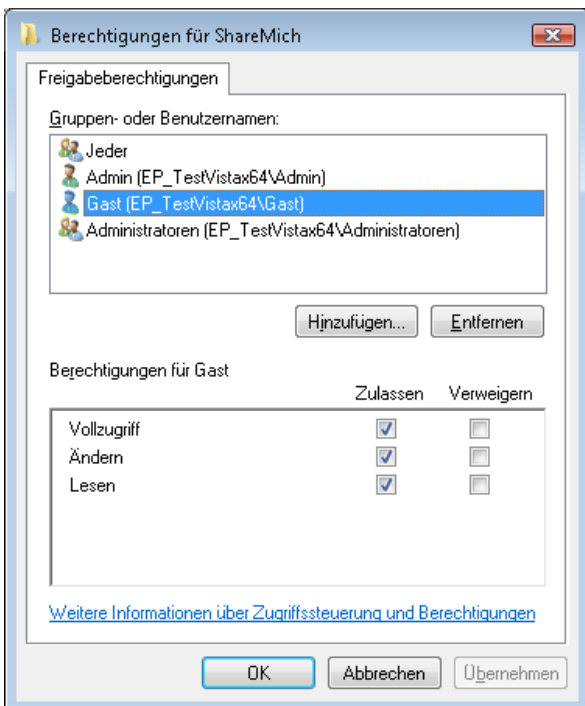 Berechtigungen für ShareMich
Freigabeberechtigungen
Gruppen- oder Benutzernamen:
Jeder
Admin (EP_TestVistax64\Admin)
Gast (EP_TestVistax64\Gast)
Administratoren (EP_TestVistax64\Administratoren)
Hinzufügen... Entfernen
Berechtigungen für Gast
Zulassen Verweigern
Vollzugriff
Ändern
Lesen
Weitere Informationen über Zugriffssteuerung und Berechtigungen
OK Abbrechen Übernehmen